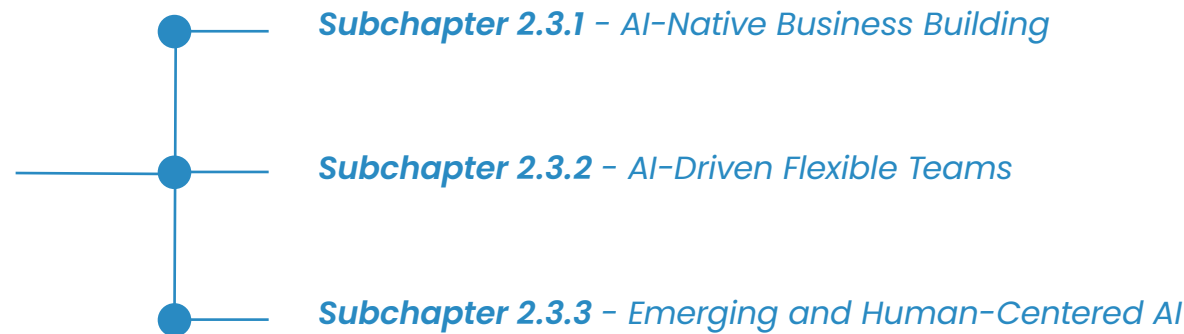 Subchapter 2.3.1 - AI-Native Business Building
Subchapter 2.3.2 - AI-Driven Flexible Teams
Subchapter 2.3.3 - Emerging and Human-Centered AI